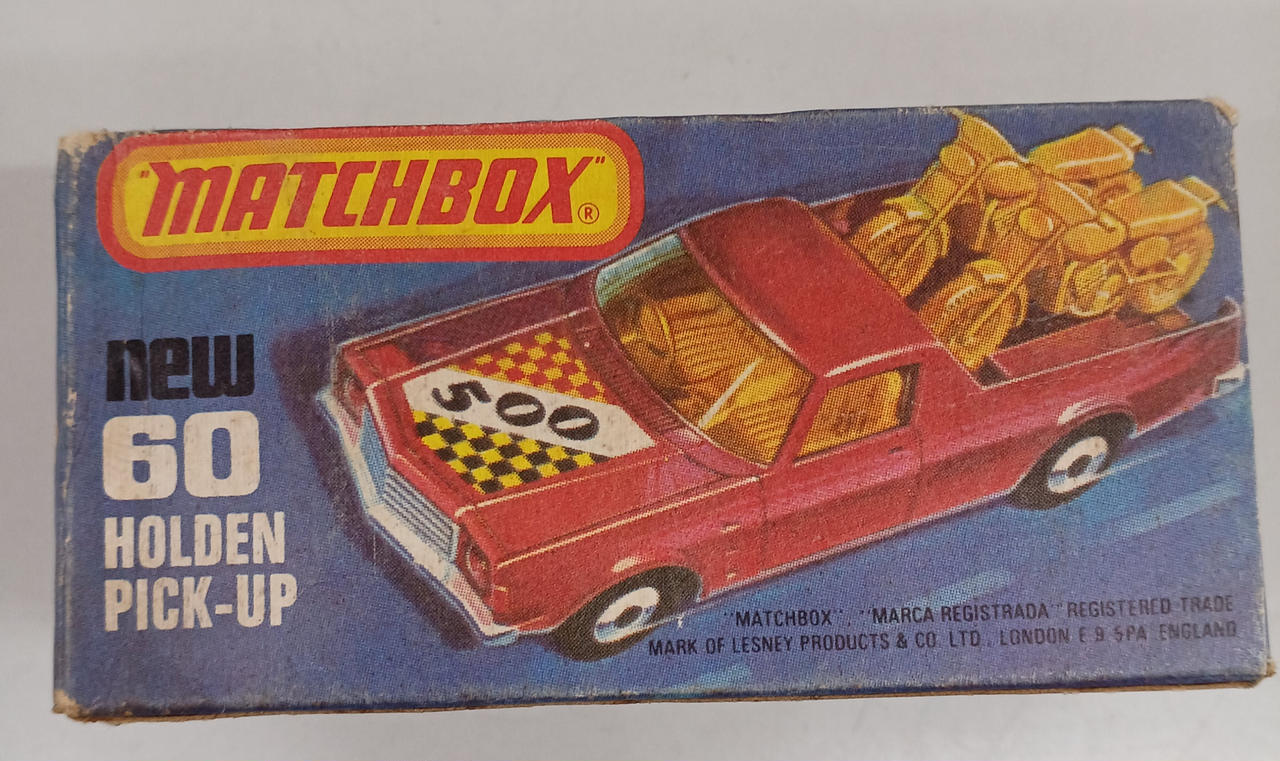 "MATCHBOX"®
new
60
HOLDEN
PICK-UP
500
"MATCHBOX", "MARCA REGISTRADA" REGISTERED TRADE
MARK OF LESNEY PRODUCTS & CO. LTD., LONDON E.9 5PA ENGLAND